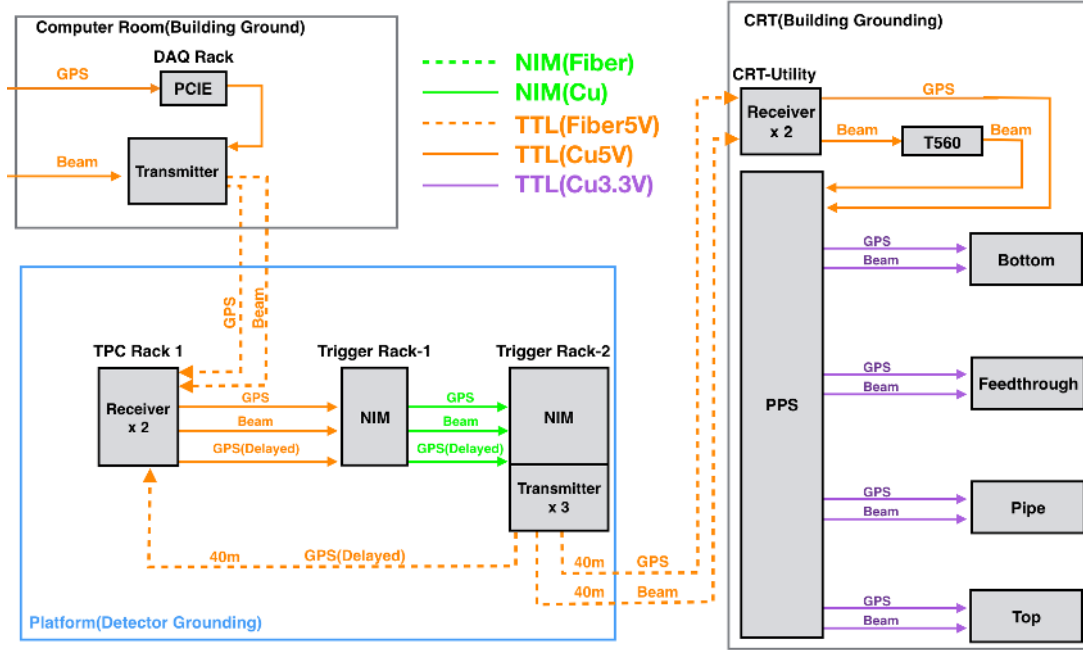 Computer Room(Building Ground)
DAQ Rack
GPS
PCIE
Beam
Transmitter
GPS
Beam
NIM(Fiber)
NIM(Cu)
TTL(Fiber5V)
TTL(Cu5V)
TTL(Cu3.3V)
CRT(Building Grounding)
CRT-Utility
Receiver
x 2
GPS
Beam
T560
Beam
PPS
GPS
Beam
Bottom
GPS
Beam
Feedthrough
GPS
Beam
Pipe
GPS
Beam
Top
TPC Rack 1
Trigger Rack-1
Trigger Rack-2
Receiver
x 2
GPS
Beam
GPS(Delayed)
NIM
GPS
Beam
GPS(Delayed)
NIM
Transmitter
x 3
40m
GPS(Delayed)
40m
GPS
40m
Beam
Platform(Detector Grounding)